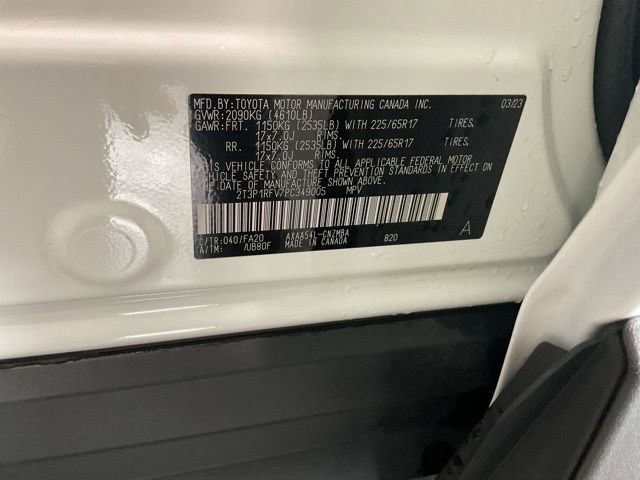 MFD.BY:TOYOTA MOTOR MANUFACTURING CANADA INC. 03/23
GVWR:2090KG (4610LB)
GAWR:FRT. 1150KG (2535LB) WITH 225/65R17 TIRES,
17x7.0J RIMS.
RR. 1150KG (2535LB) WITH 225/65R17 TIRES,
17x7.0J RIMS.
THIS VEHICLE CONFORMS TO ALL APPLICABLE FEDERAL MOTOR
VEHICLE SAFETY AND THEFT PREVENTION STANDARDS IN EFFECT ON
THE DATE OF MANUFACTURE SHOWN ABOVE.
2T3P1RFV7PC349005 MPV
C/TR:040/FA20 AXAA54L-CNZMBA 820 A
A/TM: /UB80F MADE IN CANADA